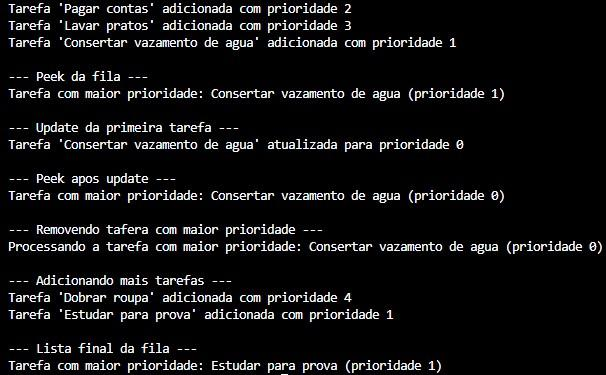 Tarefa 'Pagar contas' adicionada com prioridade 2
Tarefa 'Lavar pratos' adicionada com prioridade 3
Tarefa 'Consertar vazamento de agua' adicionada com prioridade 1
--- Peek da fila ---
Tarefa com maior prioridade: Consertar vazamento de agua (prioridade 1)
--- Update da primeira tarefa ---
Tarefa 'Consertar vazamento de agua' atualizada para prioridade 0
--- Peek apos update ---
Tarefa com maior prioridade: Consertar vazamento de agua (prioridade 0)
--- Removendo tafera com maior prioridade ---
Processando a tarefa com maior prioridade: Consertar vazamento de agua (prioridade 0)
--- Adicionando mais tarefas ---
Tarefa 'Dobrar roupa' adicionada com prioridade 4
Tarefa 'Estudar para prova' adicionada com prioridade 1
--- Lista final da fila ---
Tarefa com maior prioridade: Estudar para prova (prioridade 1)